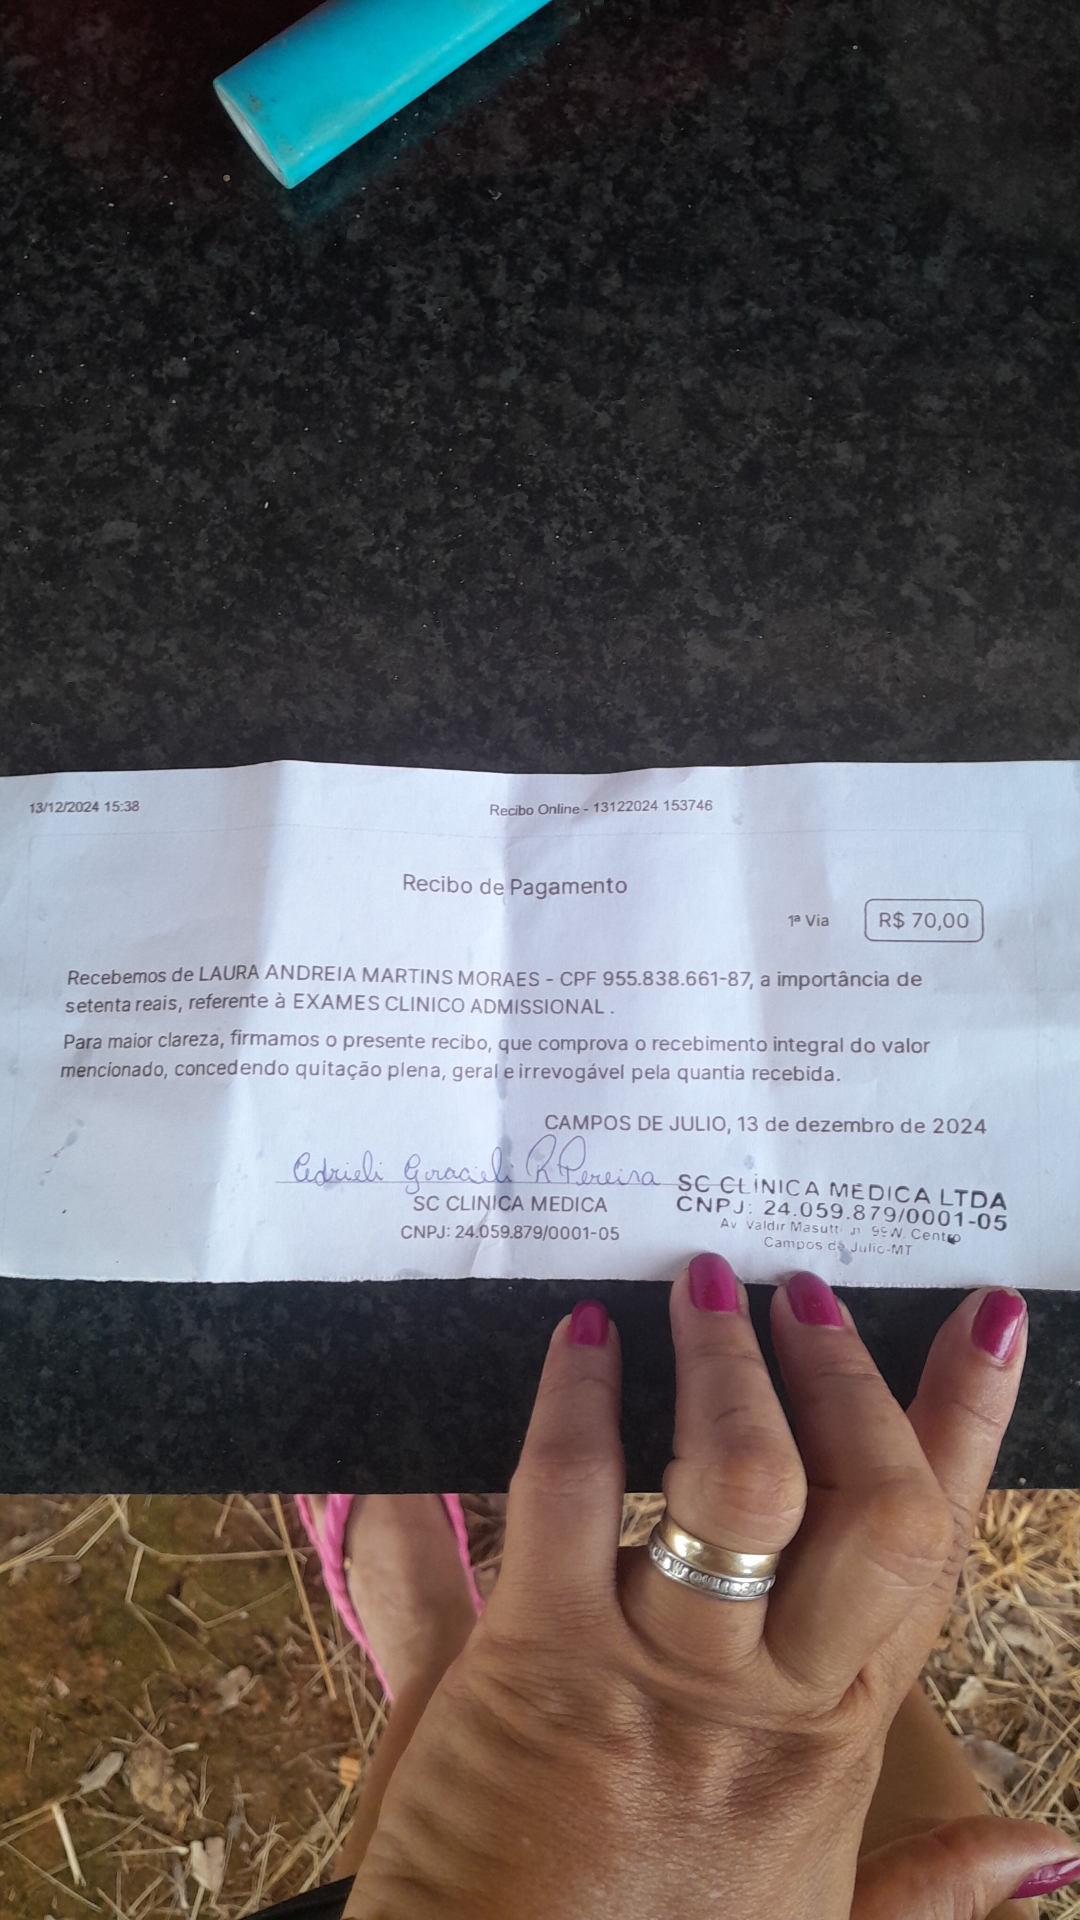 13/12/2024 15:38
Recibo Online - 13122024 153746
Recibo de Pagamento
1ª Via
R$ 70,00
Recebemos de LAURA ANDREIA MARTINS MORAES - CPF 955.838.661-87, a importância de
setenta reais, referente à EXAMES CLINICO ADMISSIONAL .
Para maior clareza, firmamos o presente recibo, que comprova o recebimento integral do valor
mencionado, concedendo quitação plena, geral e irrevogável pela quantia recebida.
CAMPOS DE JULIO, 13 de dezembro de 2024
Pereira
SC CLINICA MEDICA
CNPJ: 24.059.879/0001-05
SC CLÍNICA MÉDICA LTDA
CNPJ: 24.059.879/0001-05
Av Valdir Masutti Centro
Campos de Julio-MT